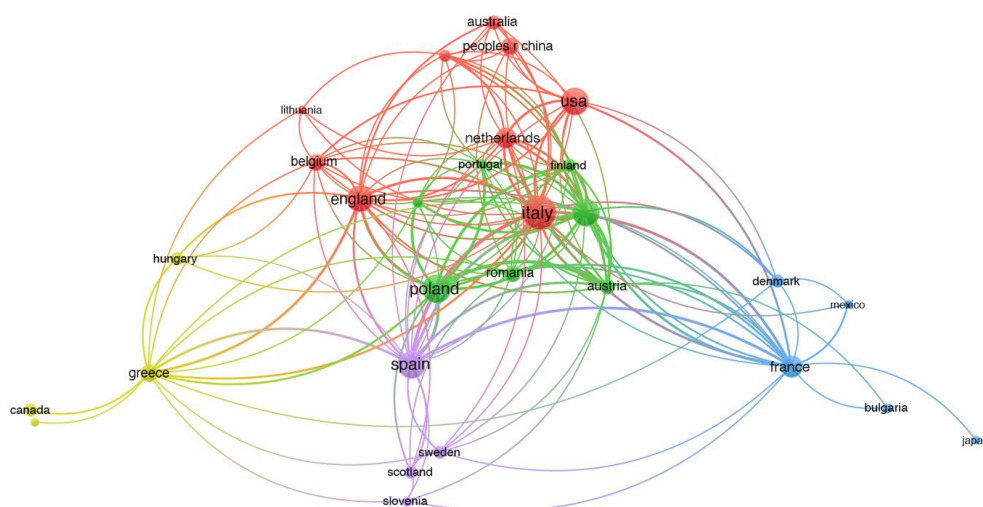 australia
peoples r china
usa
lithuania
netherlands
belgium
portugal
finland
england
italy
hungary
romania
denmark
poland
austria
mexico
spain
greece
france
canada
bulgaria
japa
sweden
scotland
slovenia